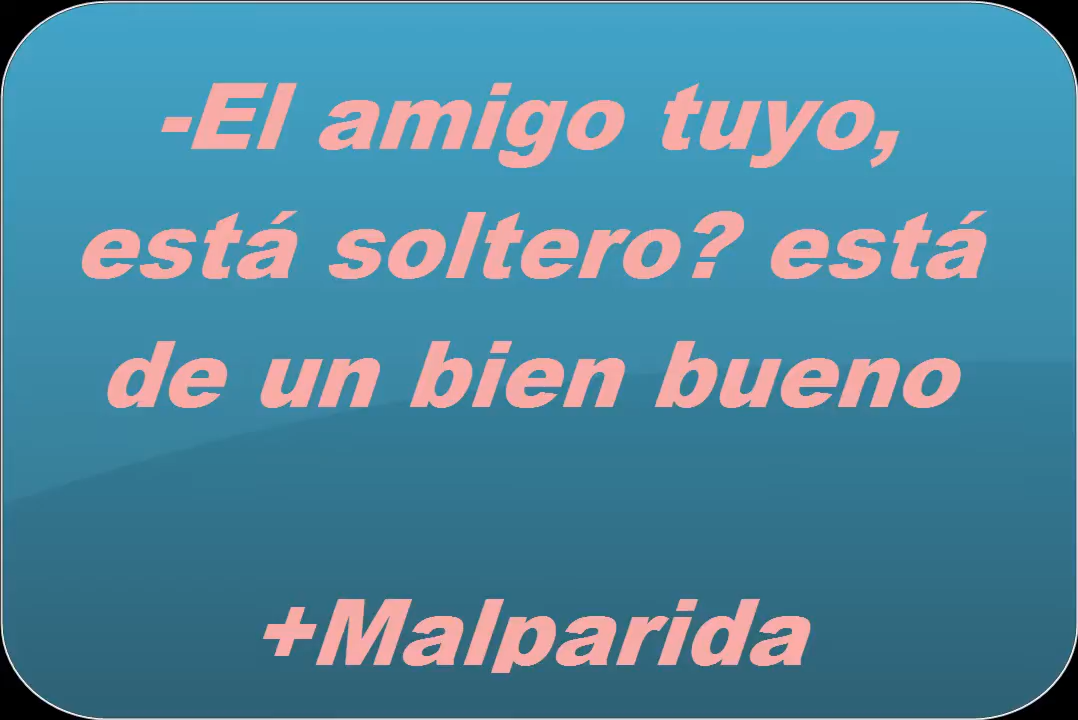 -El amigo tuyo,
está soltero? está
de un bien bueno
+Malparida